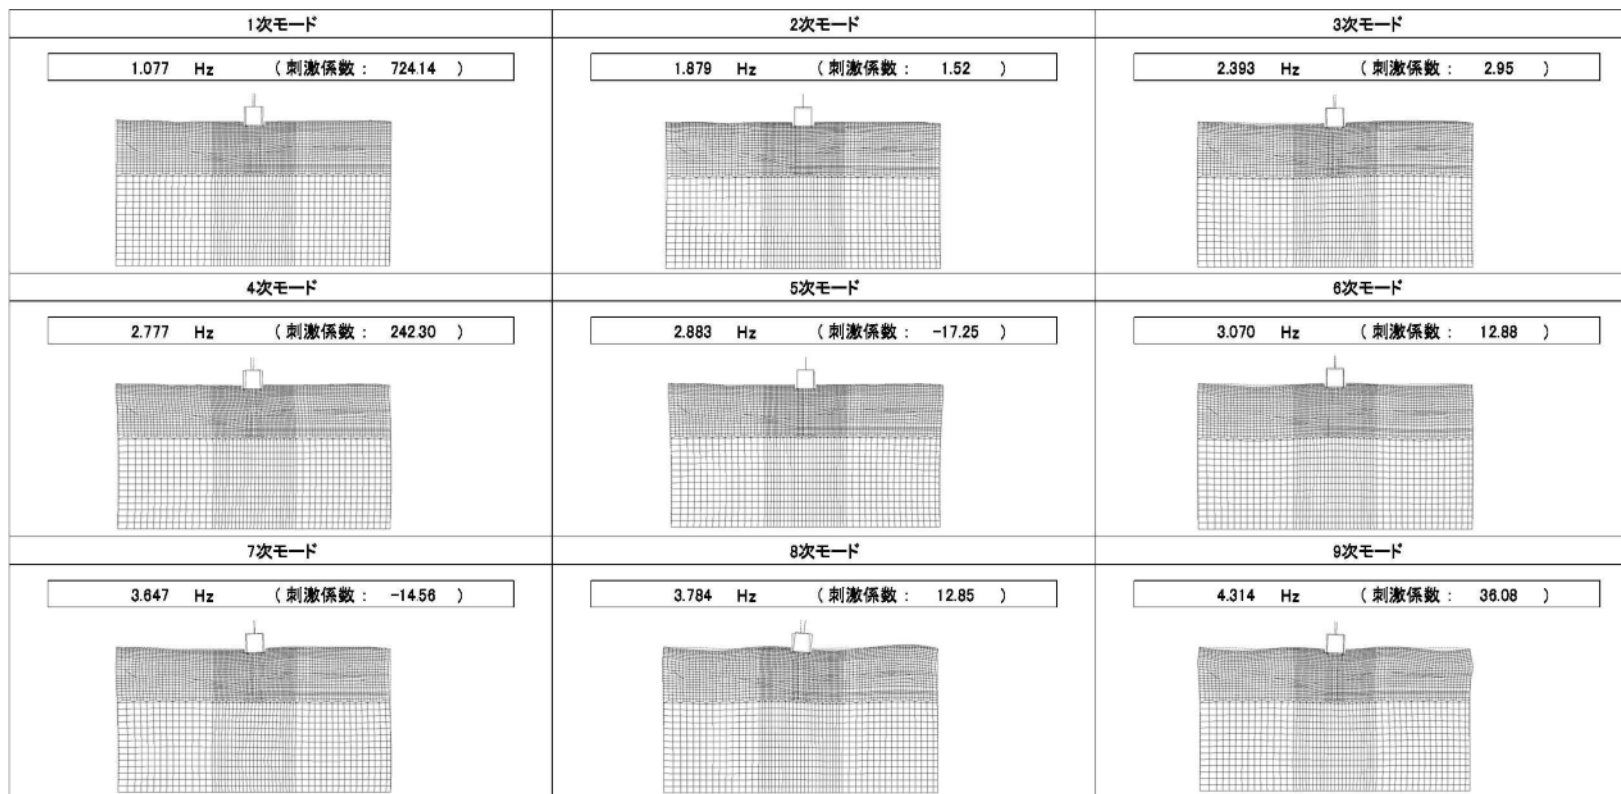 1次モード 2次モード 3次モード
1.077 Hz ( 刺激係数 : 724.14 ) 1.879 Hz ( 刺激係数 : 1.52 ) 2.393 Hz ( 刺激係数 : 2.95 )
4次モード 5次モード 6次モード
2.777 Hz ( 刺激係数 : 242.30 ) 2.883 Hz ( 刺激係数 : -17.25 ) 3.070 Hz ( 刺激係数 : 12.88 )
7次モード 8次モード 9次モード
3.647 Hz ( 刺激係数 : -14.56 ) 3.784 Hz ( 刺激係数 : 12.85 ) 4.314 Hz ( 刺激係数 : 36.08 )